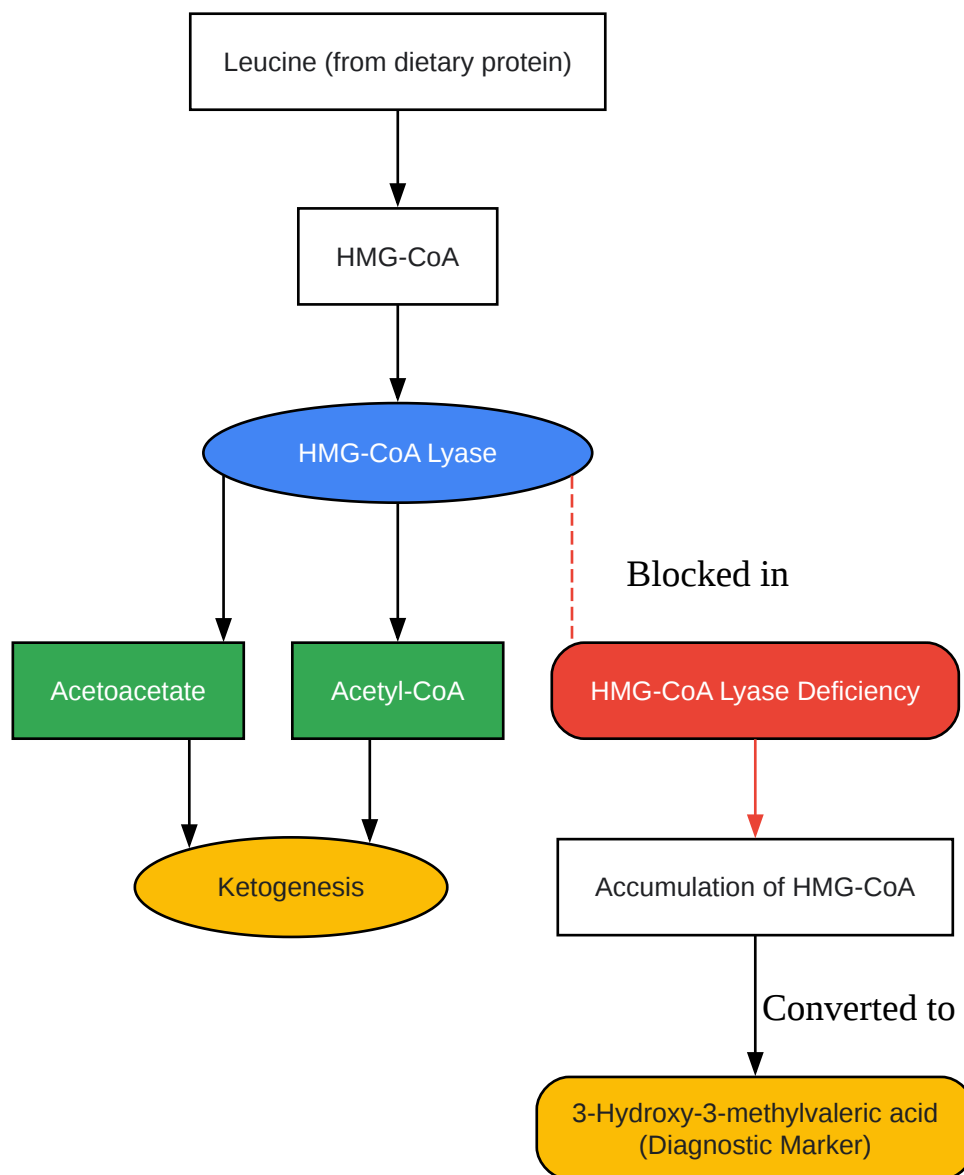 Leucine (from dietary protein)
HMG-CoA
HMG-CoA Lyase
Blocked in
Acetoacetate
Acetyl-CoA
HMG-CoA Lyase Deficiency
Ketogenesis
Accumulation of HMG-CoA
Converted to
3-Hydroxy-3-methylvaleric acid
(Diagnostic Marker)